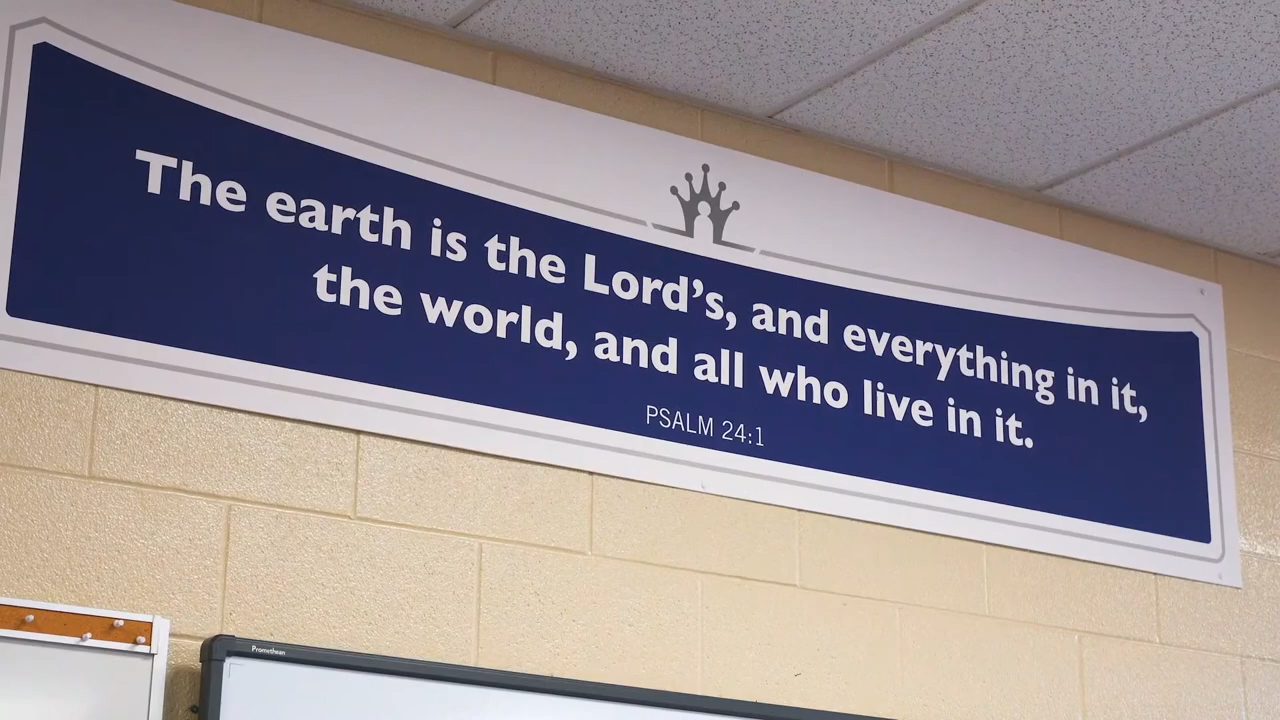 The earth is the Lord’s, and everything in it,
the world, and all who live in it.
PSALM 24:1
Promethean